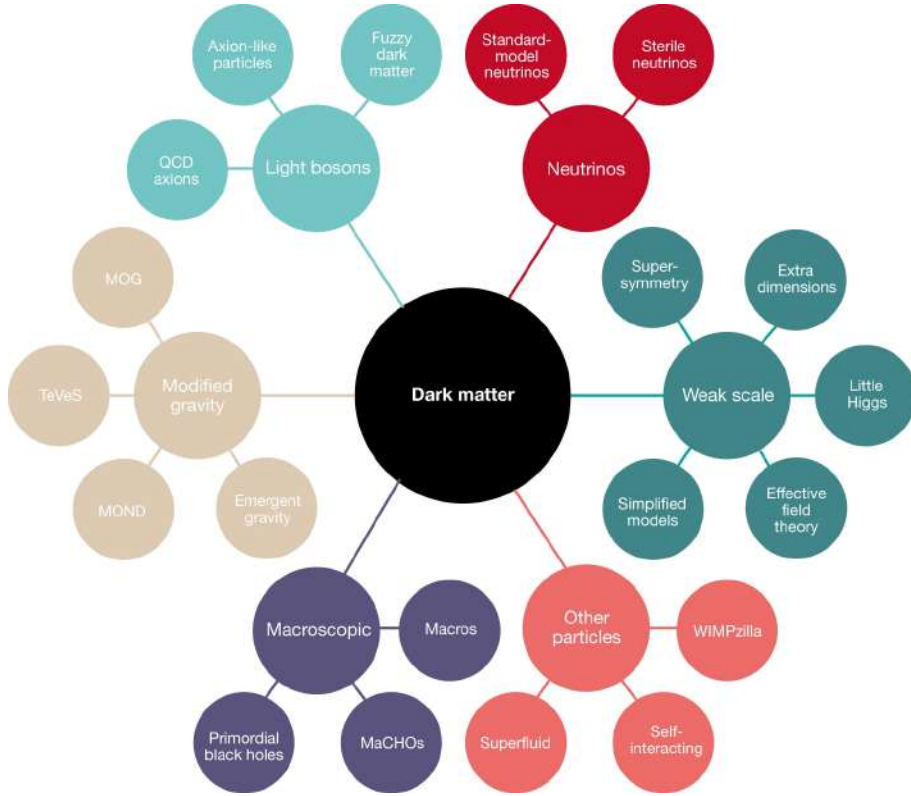 Axion-like
particles
Fuzzy
dark
matter
Standard-
model
neutrinos
Sterile
neutrinos
QCD
axions
Light bosons
Neutrinos
MOG
Super-
symmetry
Extra
dimensions
TeVeS
Modified
gravity
Dark matter
Weak scale
Little
Higgs
MOND
Emergent
gravity
Simplified
models
Effective
field
theory
Macroscopic
Macros
Other
particles
WIMPzilla
Primordial
black holes
MaCHOs
Superfluid
Self-
interacting